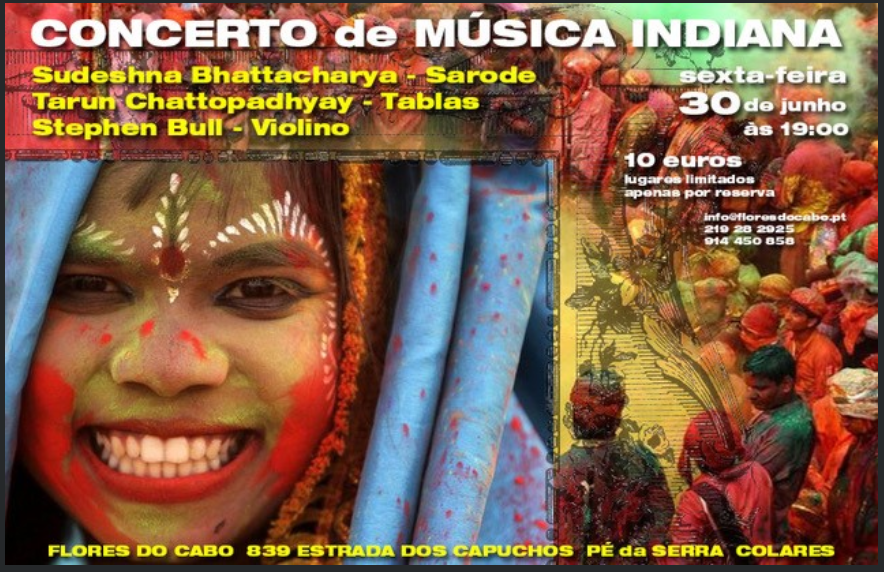 CONCERTO de MÚSICA INDIANA
Sudeshna Bhattacharya - Sarode
Tarun Chattopadhyay - Tablas
Stephen Bull - Violino
sexta-feira
30 de junho
às 19:00
10 euros
lugares limitados
apenas por reserva
info@floresdocabo.pt
219 28 2925
914 450 858
FLORES DO CABO 839 ESTRADA DOS CAPUCHOS PÉ da SERRA COLARES